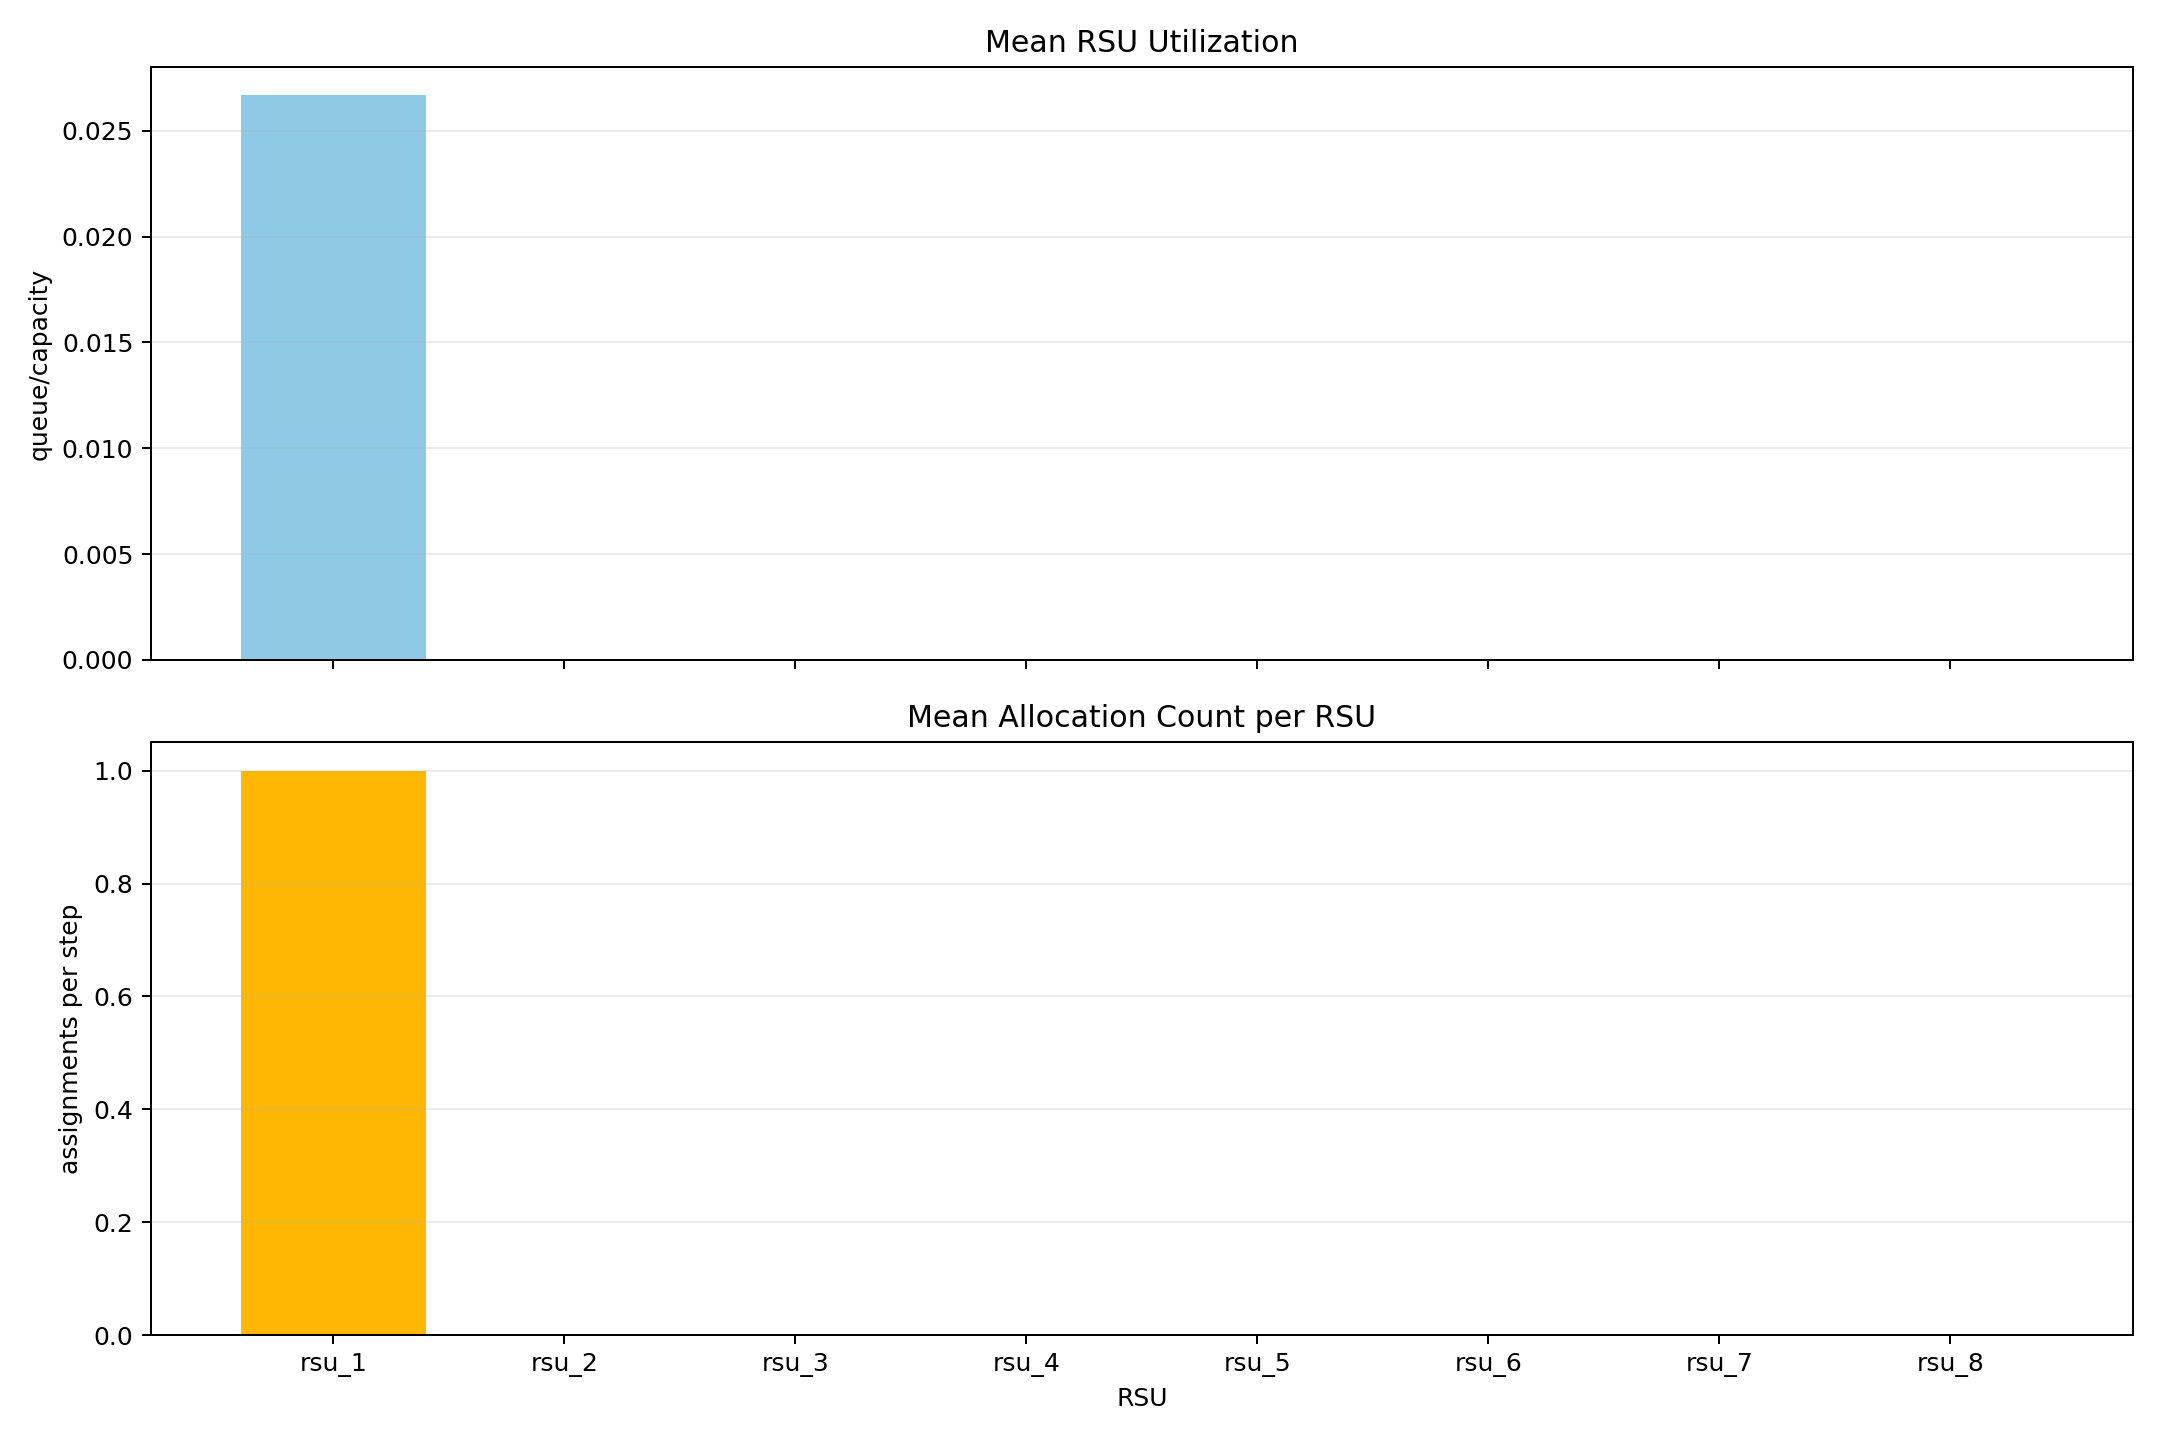 Mean RSU Utilization
0.025
0.020
0.015
0.010
0.005
0.000
queue/capacity
Mean Allocation Count per RSU
1.0
0.8
0.6
0.4
0.2
0.0
assignments per step
rsu_1 rsu_2 rsu_3 rsu_4 rsu_5 rsu_6 rsu_7 rsu_8
RSU